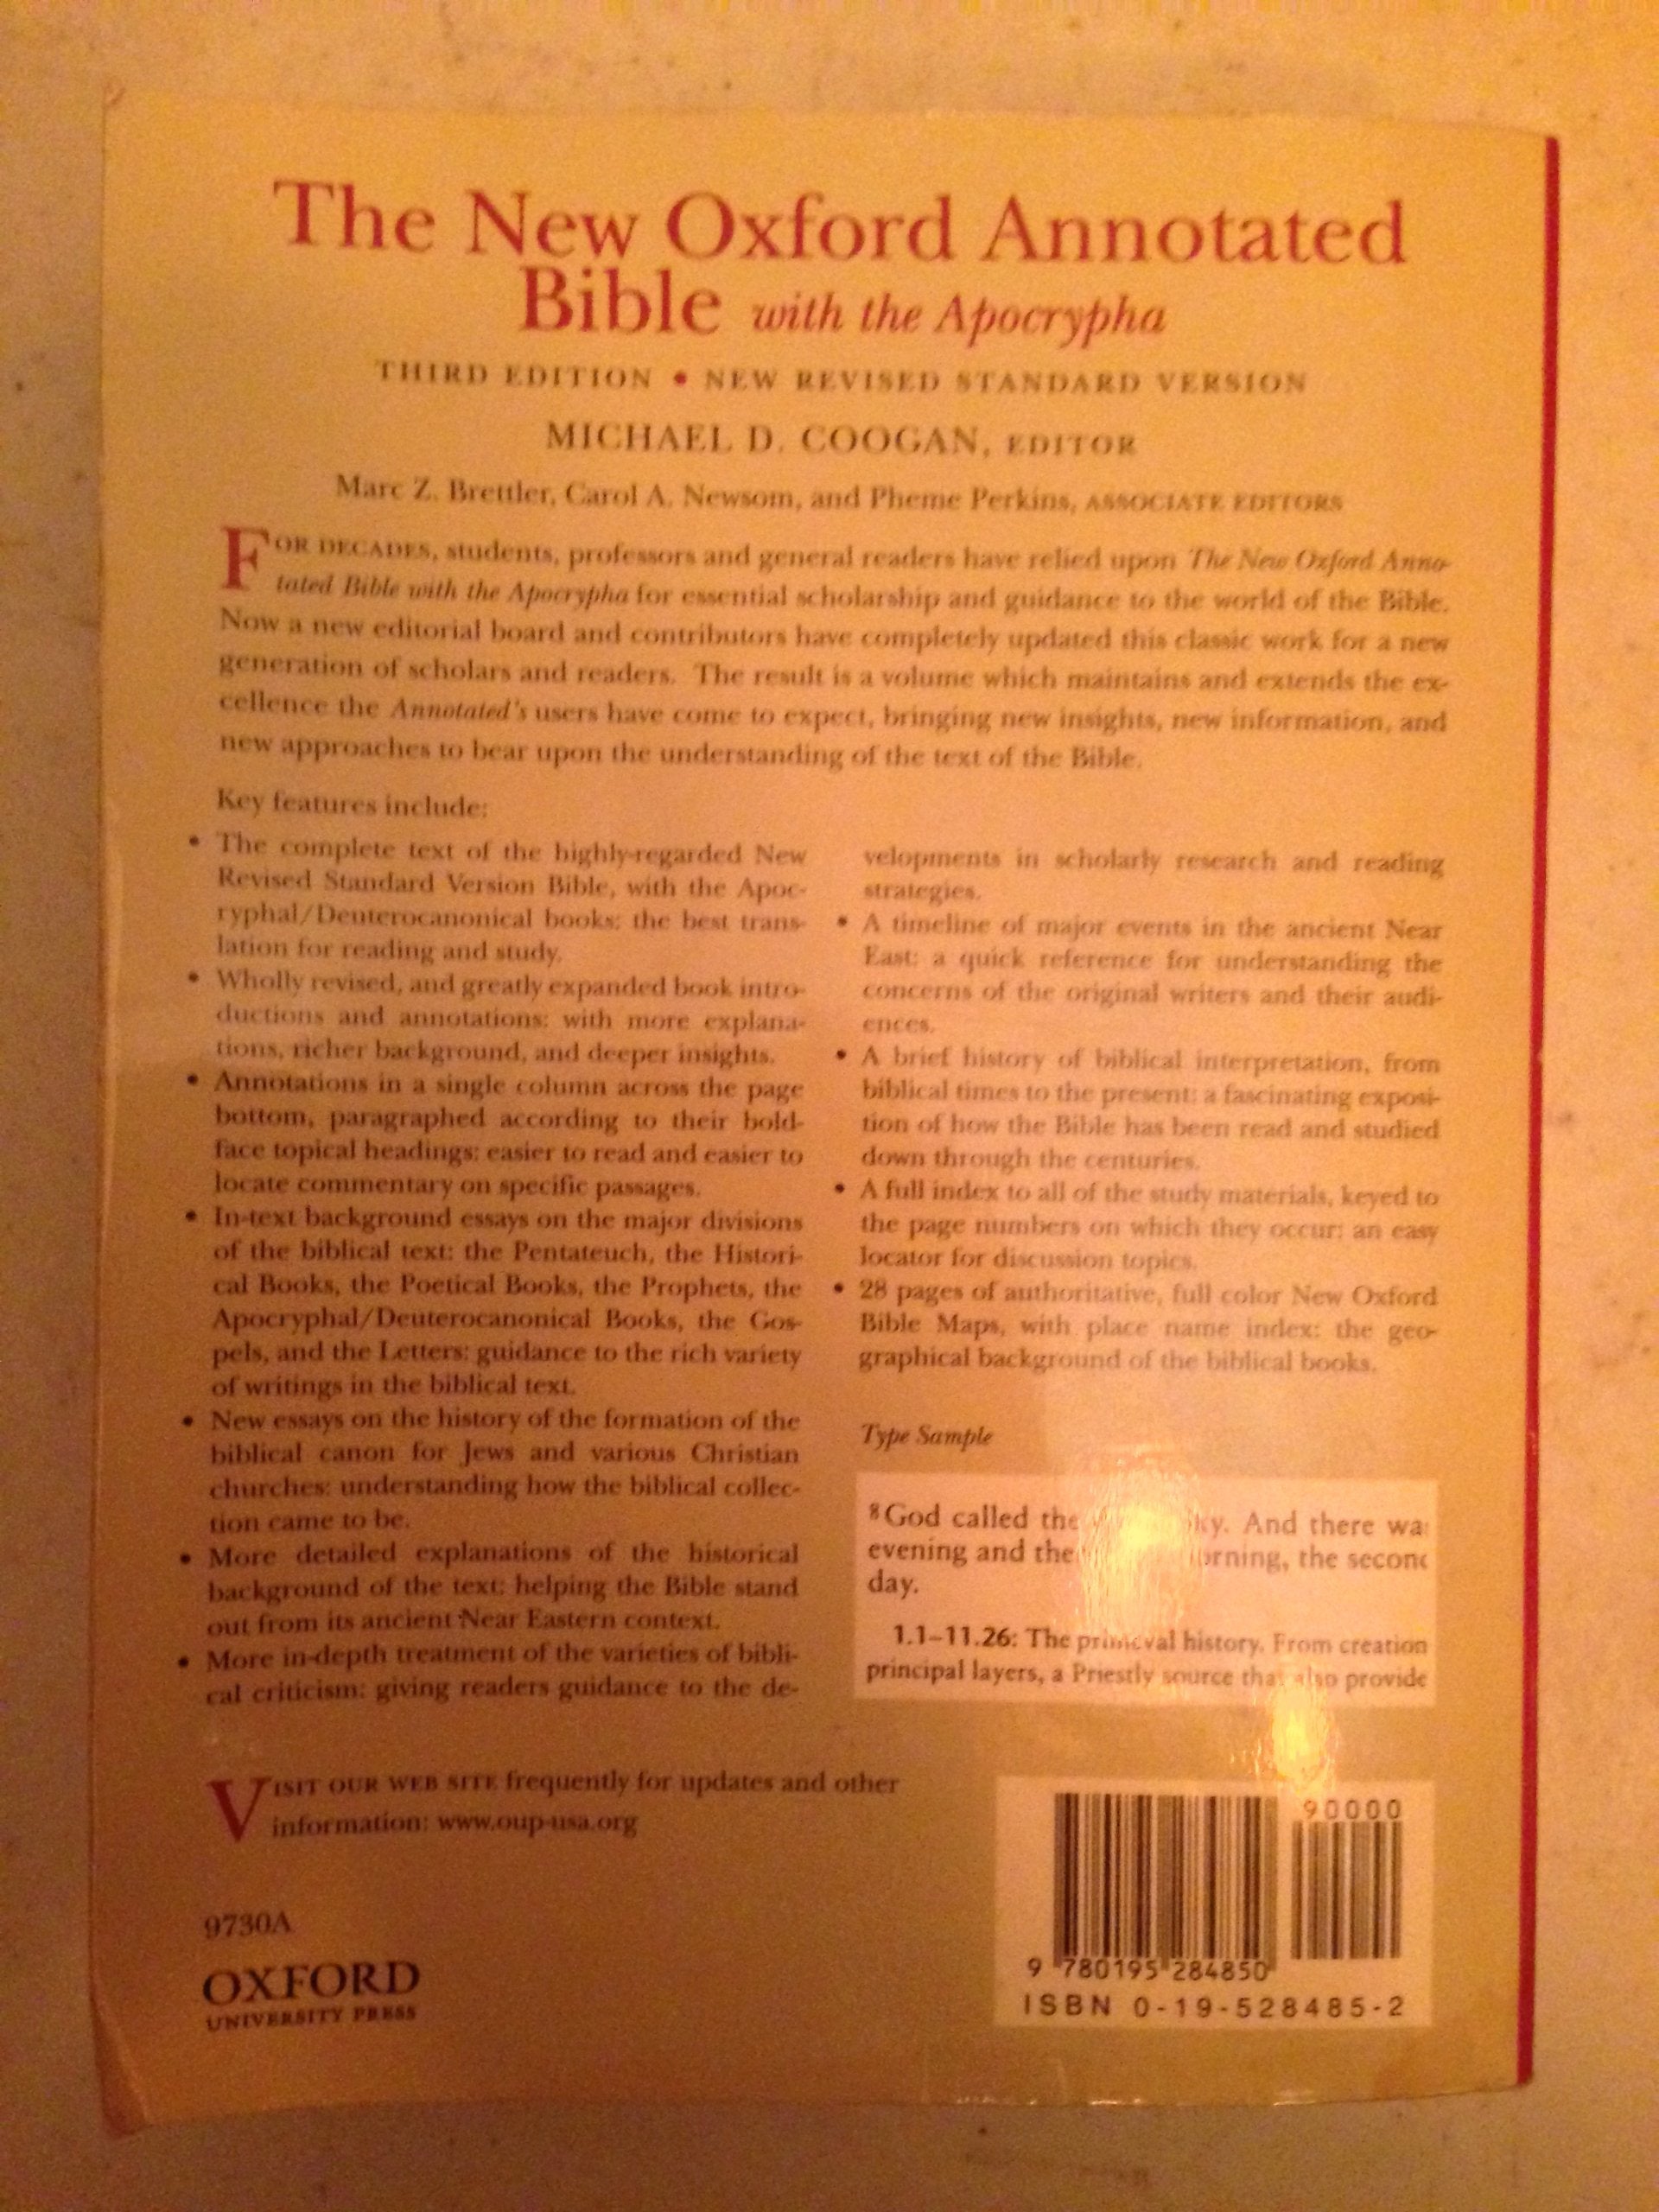 The New Oxford Annotated
Bible with the Apocrypha
THIRD EDITION • NEW REVISED STANDARD VERSION
MICHAEL D. COOGAN, EDITOR
Marc Z. Brettler, Carol A. Newsom, and Pheme Perkins, ASSOCIATE EDITORS
FOR DECADES, students, professors and general readers have relied upon The New Oxford Anno-
tated Bible with the Apocrypha for essential scholarship and guidance to the world of the Bible.
Now a new editorial board and contributors have completely updated this classic work for a new
generation of scholars and readers. The result is a volume which maintains and extends the ex-
cellence the Annotated's users have come to expect, bringing new insights, new information, and
new approaches to bear upon the understanding of the text of the Bible.
Key features include:
• The complete text of the highly-regarded New
Revised Standard Version Bible, with the Apoc-
ryphal/Deuterocanonical books: the best trans-
lation for reading and study.
• Wholly revised, and greatly expanded book intro-
ductions and annotations: with more explana-
tions, richer background, and deeper insights.
• Annotations in a single column across the page
bottom, paragraphed according to their bold-
face topical headings: easier to read and easier to
locate commentary on specific passages.
• In-text background essays on the major divisions
of the biblical text: the Pentateuch, the Histori-
cal Books, the Poetical Books, the Prophets, the
Apocryphal/Deuterocanonical Books, the Gos-
pels, and the Letters: guidance to the rich variety
of writings in the biblical text.
• New essays on the history of the formation of the
biblical canon for Jews and various Christian
churches: understanding how the biblical collec-
tion came to be.
• More detailed explanations of the historical
background of the text: helping the Bible stand
out from its ancient Near Eastern context.
• More in-depth treatment of the varieties of bibli-
cal criticism: giving readers guidance to the de-
velopments in scholarly research and reading
strategies.
• A timeline of major events in the ancient Near
East: a quick reference for understanding the
concerns of the original writers and their audi-
ences.
• A brief history of biblical interpretation, from
biblical times to the present: a fascinating exposi-
tion of how the Bible has been read and studied
down through the centuries.
• A full index to all of the study materials, keyed to
the page numbers on which they occur: an easy
locator for discussion topics.
• 28 pages of authoritative, full color New Oxford
Bible Maps, with place name index: the geo-
graphical background of the biblical books.
Type Sample
8 God called the And there was
evening and the morning, the second
day.
1.1–11.26: The primeval history. From creation
principal layers, a Priestly source that also provide
VISIT OUR WEB SITE frequently for updates and other
information: www.oup-usa.org
9730A
OXFORD
UNIVERSITY PRESS
90000
9 780195 284850
ISBN 0-19-528485-2